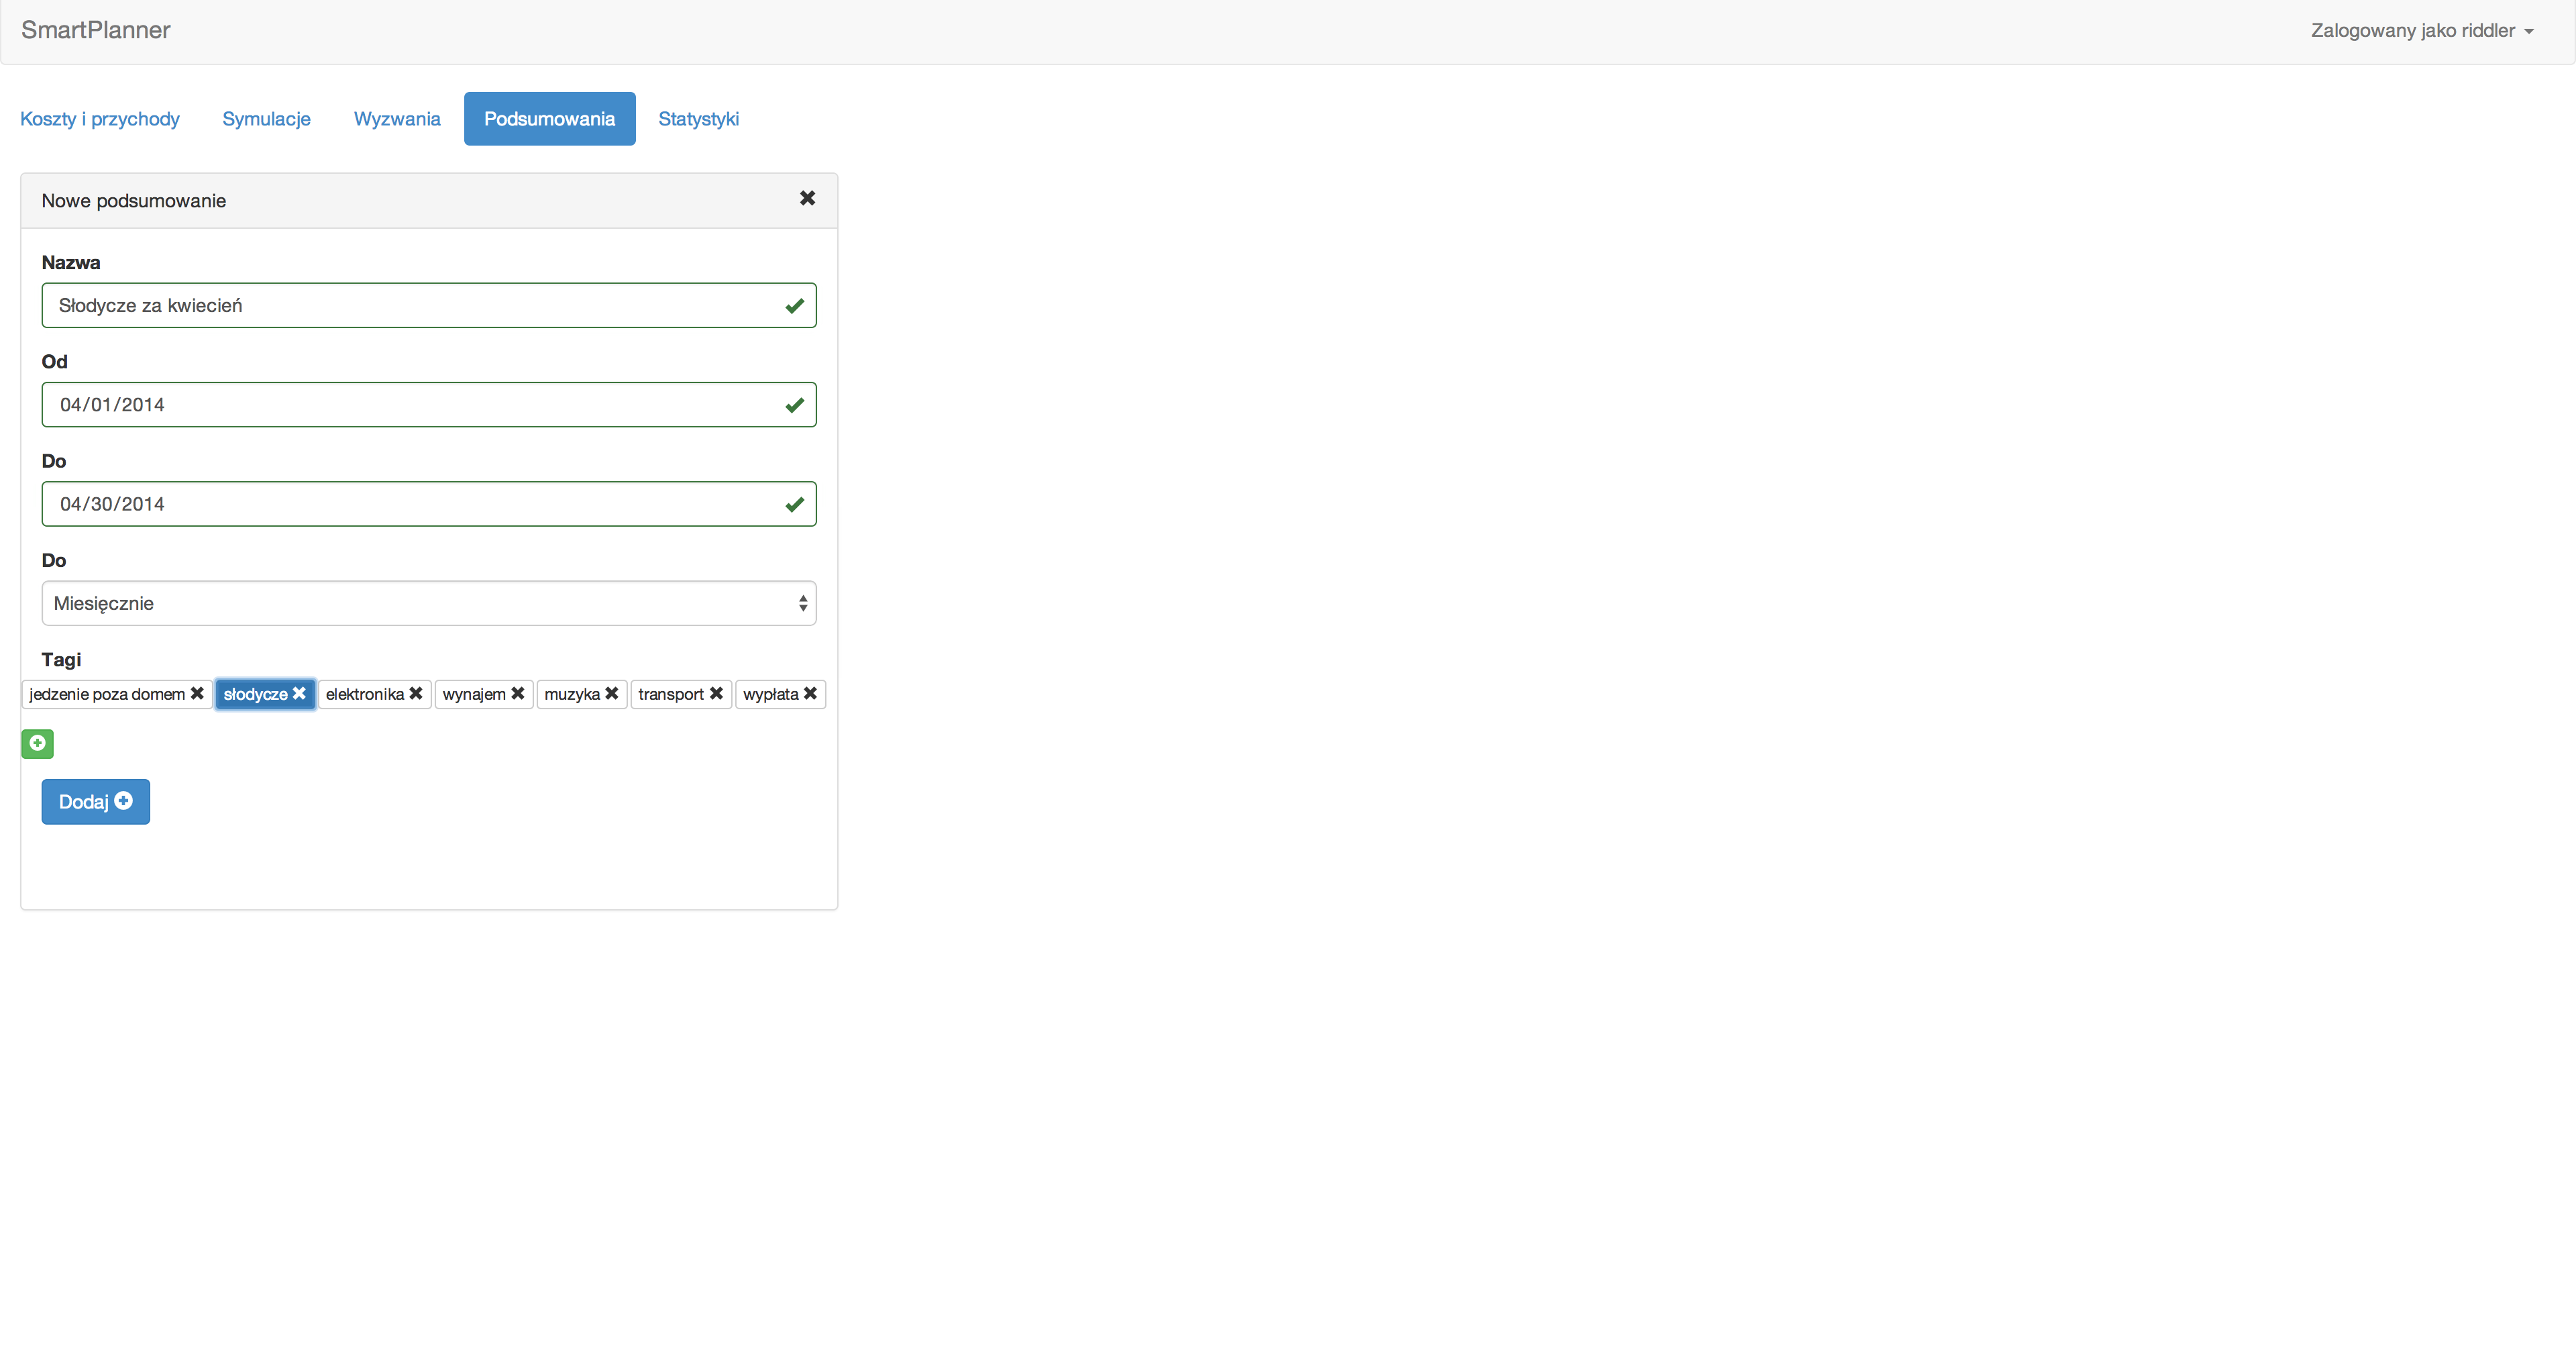 SmartPlanner
Zalogowany jako riddler
Koszty i przychody Symulacje Wyzwania Podsumowania Statystyki
Nowe podsumowanie
Nazwa
Słodycze za kwiecień
Od
04/01/2014
Do
04/30/2014
Do
Miesięcznie
Tagi
jedzenie poza domem słodycze elektronika wynajem muzyka transport wypłata
Dodaj